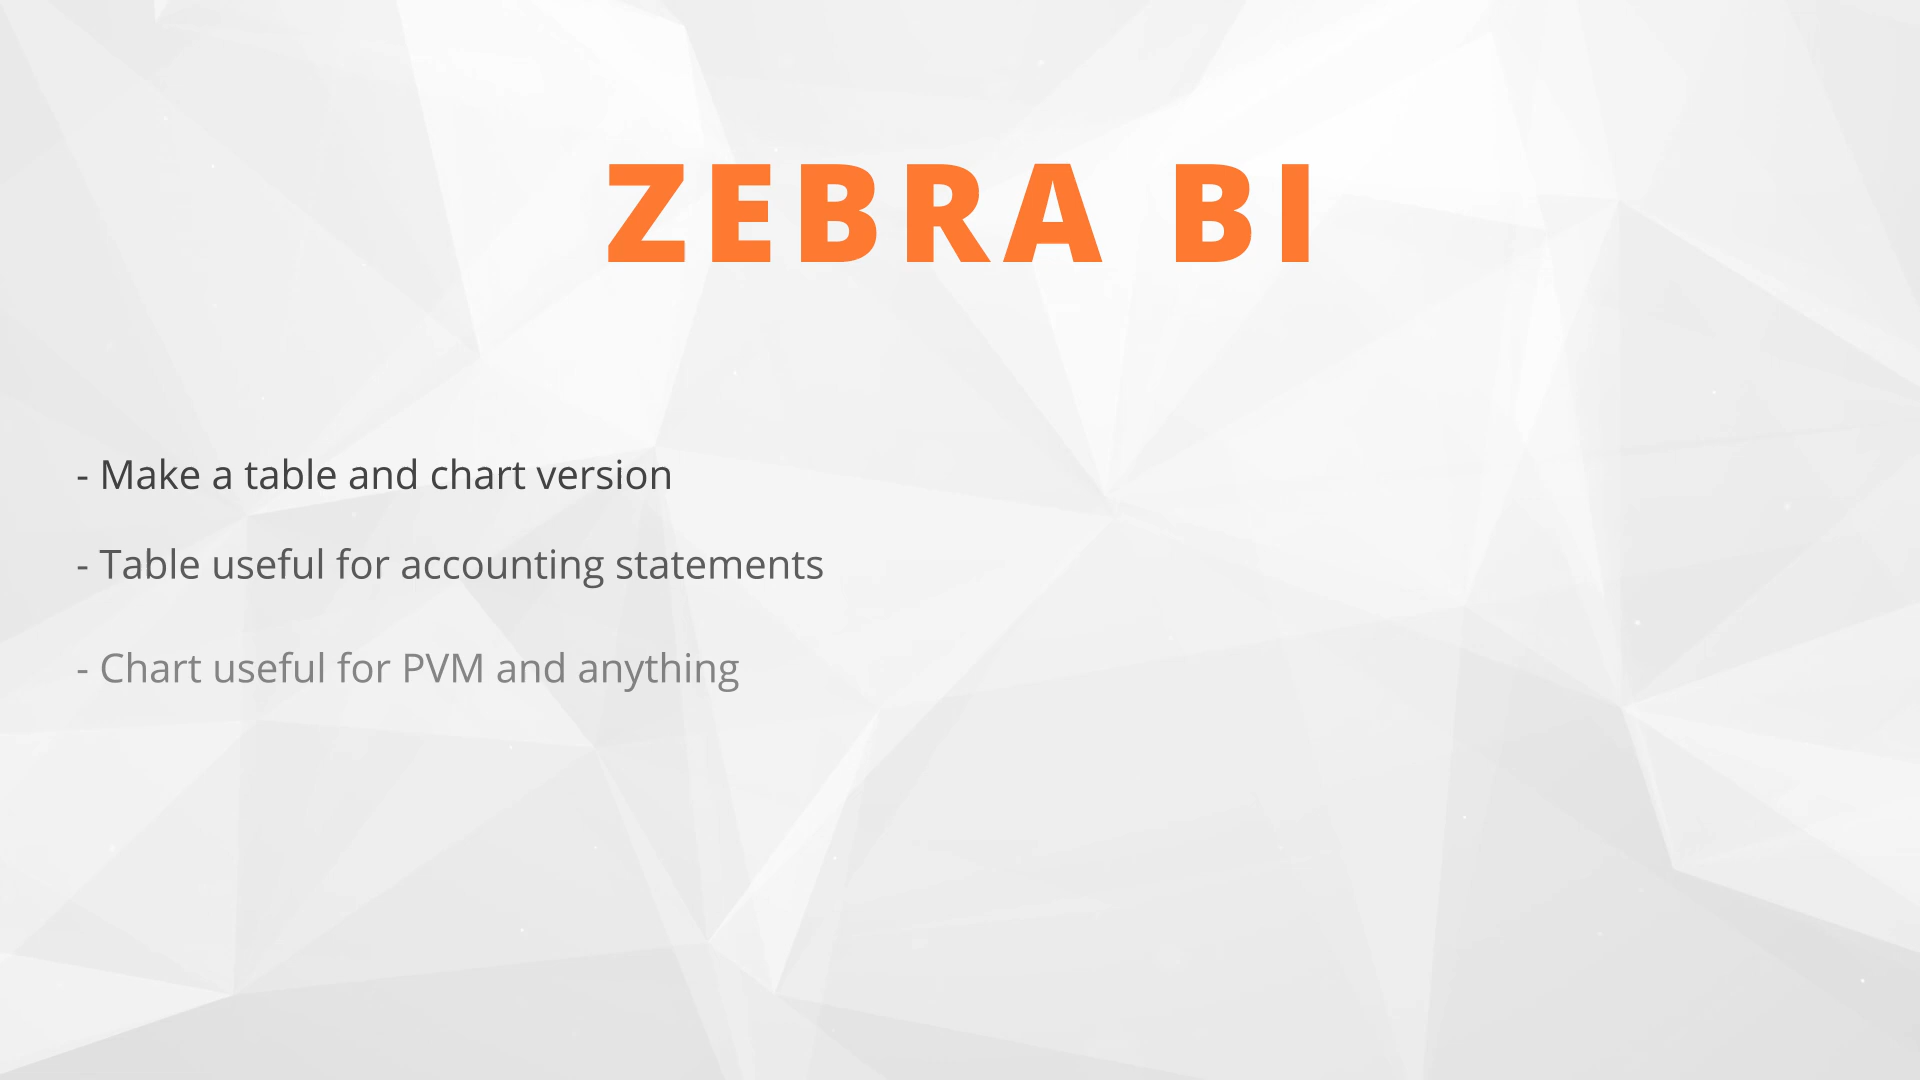 ZEBRA BI
- Make a table and chart version
- Table useful for accounting statements
- Chart useful for PVM and anything